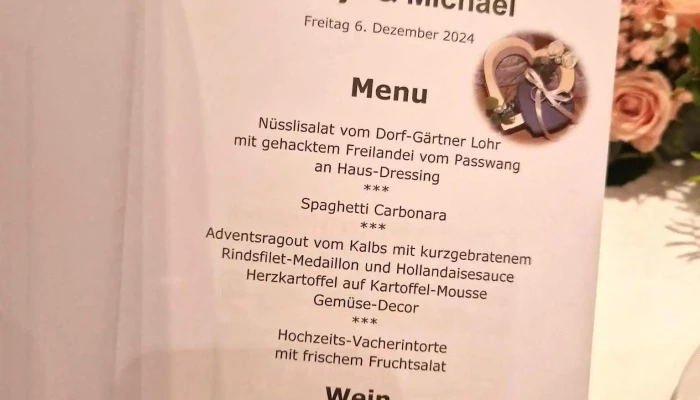 Michael
Freitag 6. Dezember 2024
Menu
Nüsslisalat vom Dorf-Gärtner Lohr
mit gehacktem Freilandei vom Passwang
an Haus-Dressing
***
Spaghetti Carbonara
***
Adventsragout vom Kalbs mit kurzgebratenem
Rindsfilet-Medaillon und Hollandaisesauce
Herzkartoffel auf Kartoffel-Mousse
Gemüse-Decor
***
Hochzeits-Vacherintorte
mit frischem Fruchtsalat
Wein